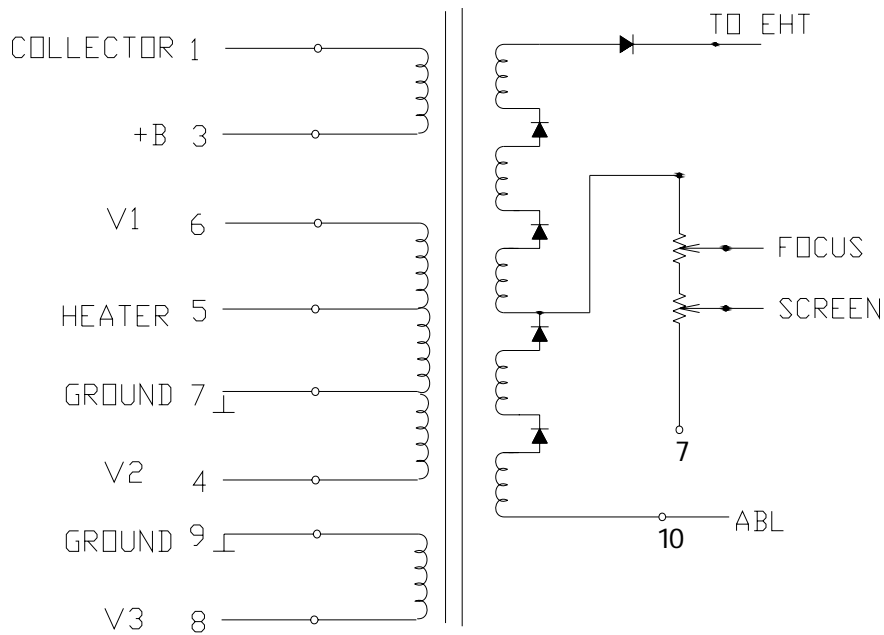 COLLECTOR 1
+B 3
V1 6
HEATER 5
GROUND 7
V2 4
GROUND 9
V3 8
TO EHT
FOCUS
SCREEN
7
ABL
10